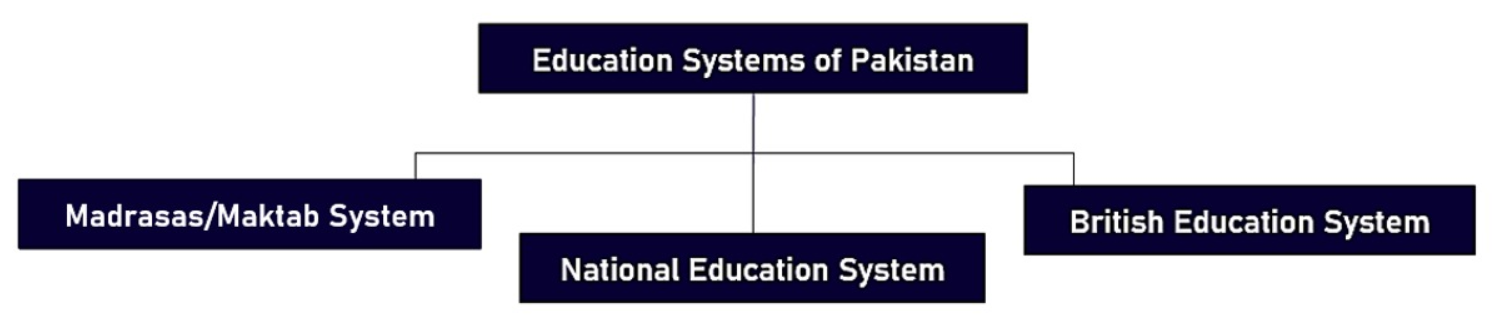 Education Systems of Pakistan
Madrasas/Maktab System
National Education System
British Education System